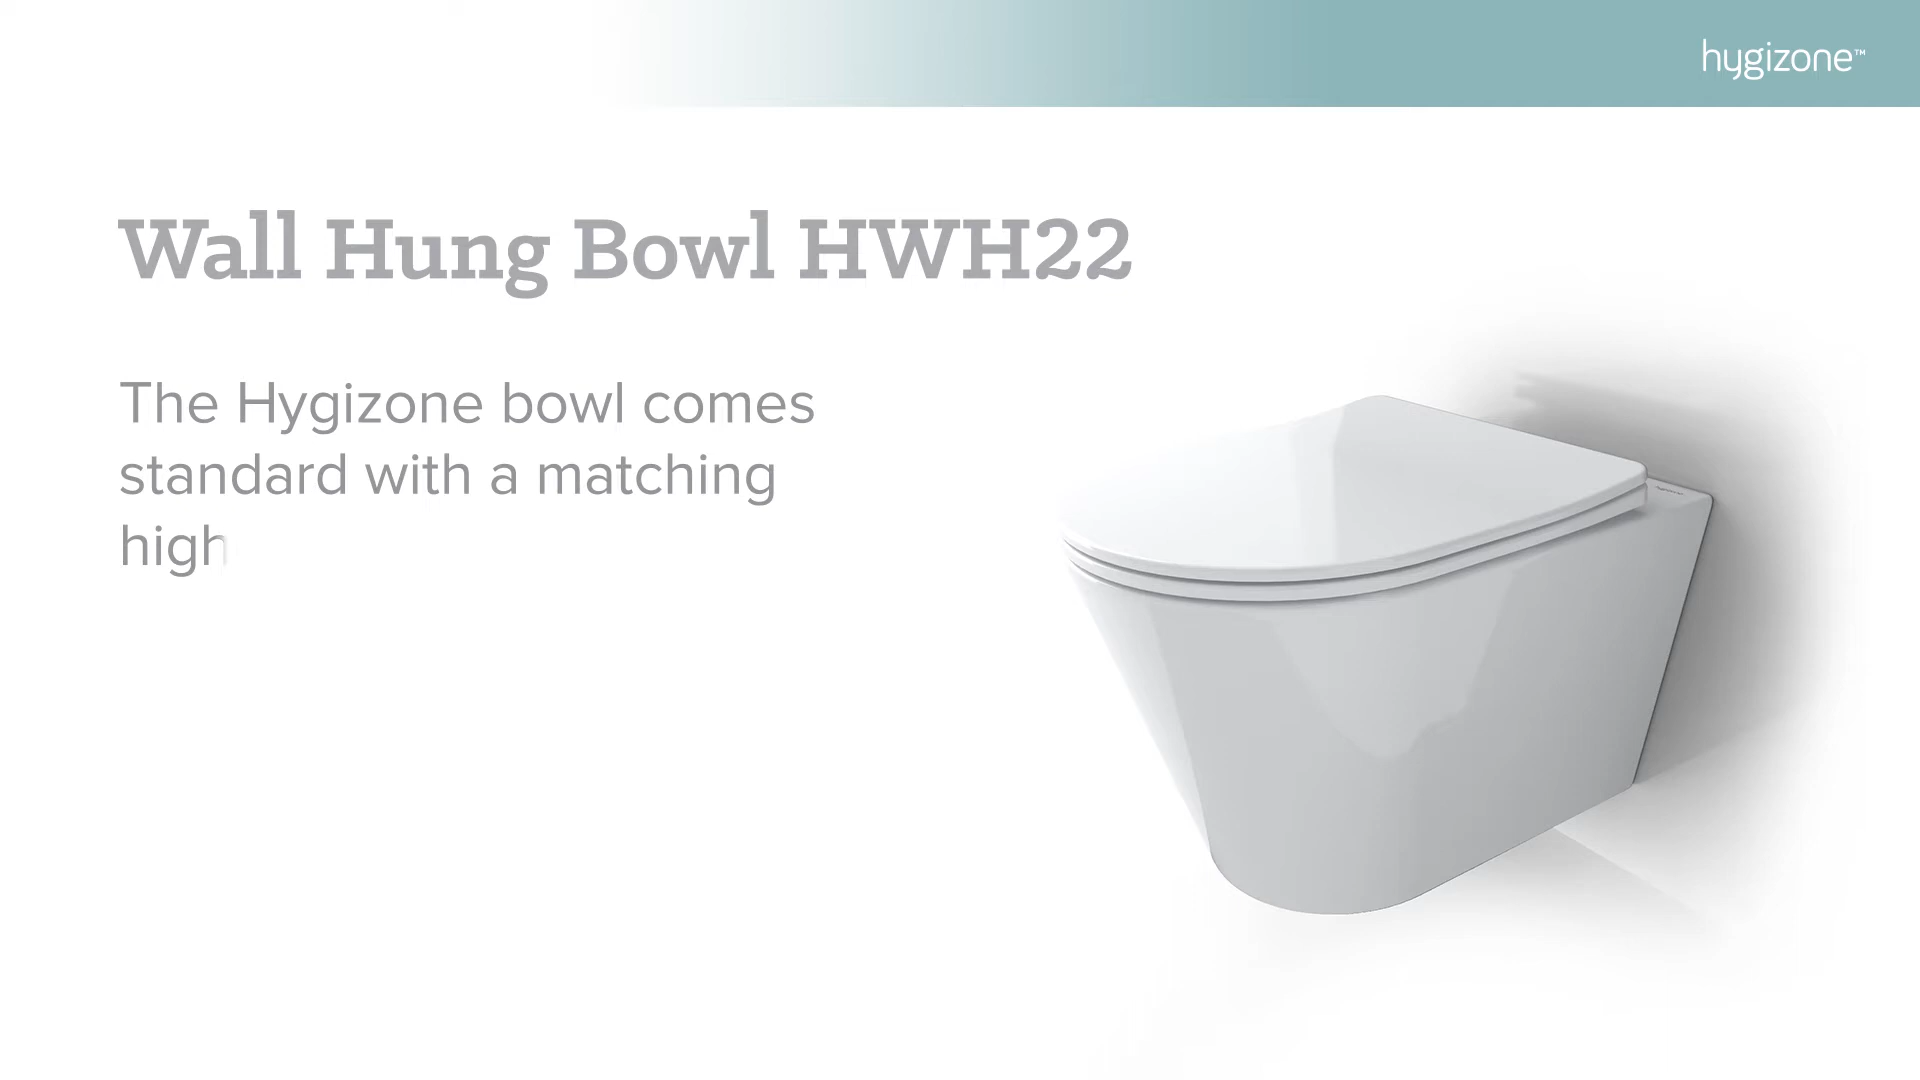 hygizone™
Wall Hung Bowl HWH22
The Hygizone bowl comes
standard with a matching
high